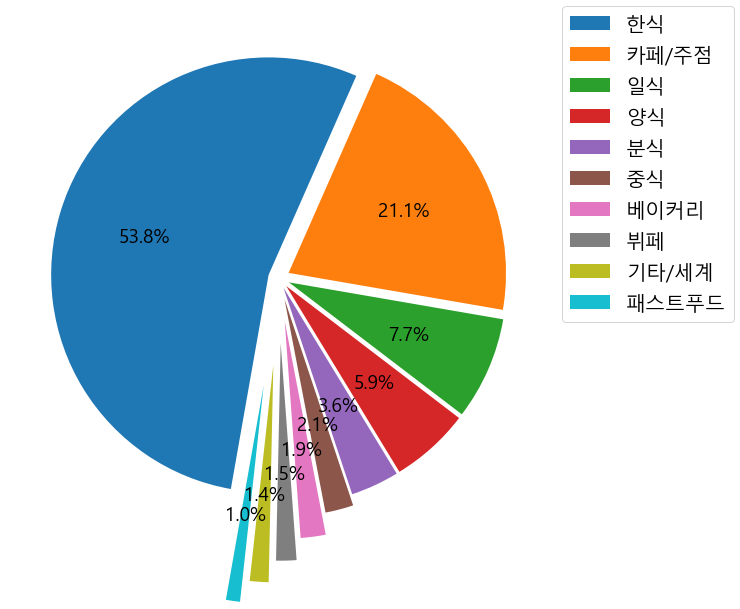 한식
카페/주점
일식
양식
분식
중식
베이커리
뷔페
기타/세계
패스트푸드
53.8%
21.1%
7.7%
5.9%
3.6%
2.1%
1.9%
1.5%
1.4%
1.0%